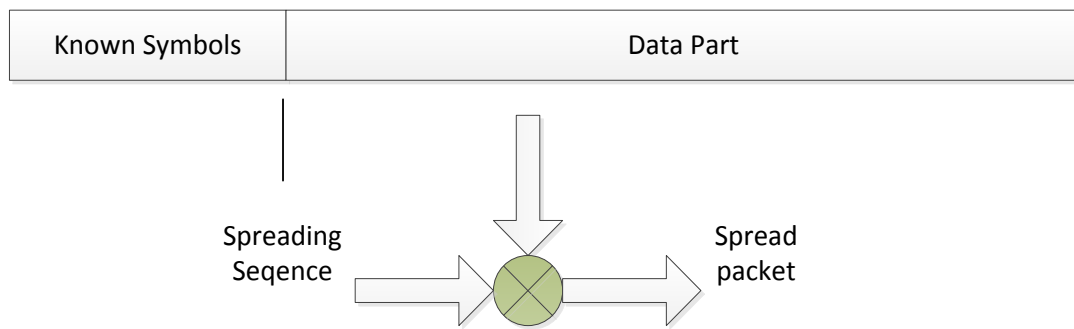 Known Symbols
Data Part
Spreading
Seqence
Spread
packet